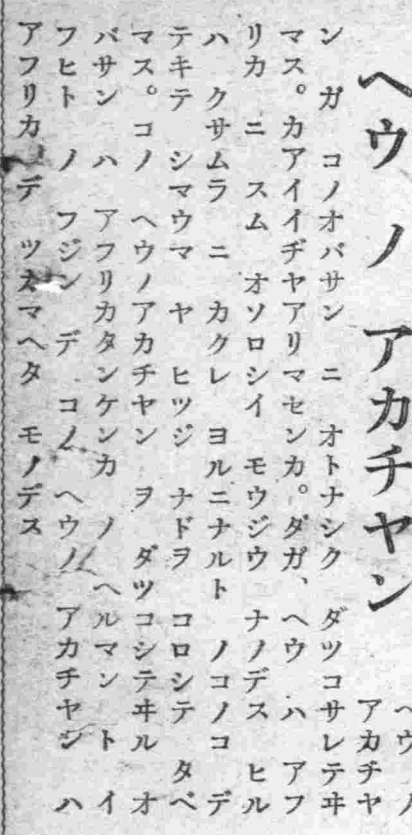 ヘウ ノ アカチヤン
ヘウ ノ
アカチヤ
ン ガ コノオバサン ニ オトナシク ダツコサレテヰ
マス。カアイイヂヤアリマセンカ。ダガ、ヘウ ハ アフ
リカ ニ スム オソロシイ モウジウ ナノデス ヒル
ハ クサムラ ニ カクレ ヨルニナルト ノコノコ デ
テキテ シマウマ ヤ ヒツジ ナドヲ コロシテ タベ
マス。コノ ヘウノアカチヤン ヲ ダツコシテヰル オ
バサン ハ アフリカタンケンカ ノ ヘルマン ト イ
フヒト ノ フジン デ コノ ヘウノ アカチヤン ハ
アフリカ デ ツカマヘタ モノデス